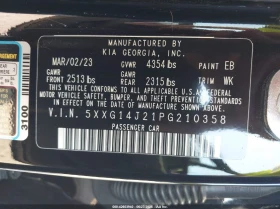 MANUFACTURED BY
KIA GEORGIA, INC.
MAR/02/23 GVWR 4354 lbs PAINT EB
GAWR GAWR
FRONT 2513 lbs REAR 2315 lbs TRIM WK
THIS VEHICLE CONFORMS TO ALL APPLICABLE U.S. FEDERAL
MOTOR VEHICLE SAFETY, BUMPER, AND THEFT PREVENTION
STANDARDS IN EFFECT ON THE DATE OF MANUFACTURE
SHOWN ABOVE.
V.I.N. 5XXG14J21PG210358
PASSENGER CAR
3100